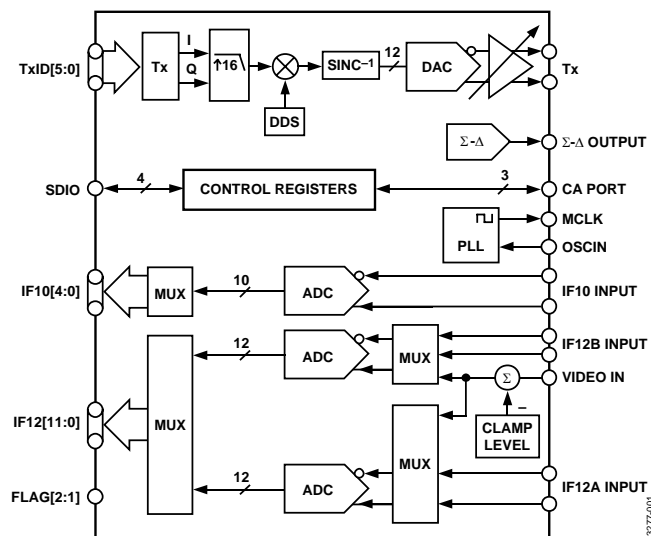 TxID[5:0]
Tx
I
Q
↑16
DDS
SINC–1
12
DAC
Tx
Σ-Δ
Σ-Δ OUTPUT
SDIO
4
CONTROL REGISTERS
3
CA PORT
PLL
MCLK
OSCIN
IF10[4:0]
MUX
10
ADC
IF10 INPUT
12
ADC
MUX
IF12B INPUT
Σ
VIDEO IN
–
CLAMP
LEVEL
IF12[11:0]
MUX
MUX
12
ADC
IF12A INPUT
FLAG[2:1]
3277-001